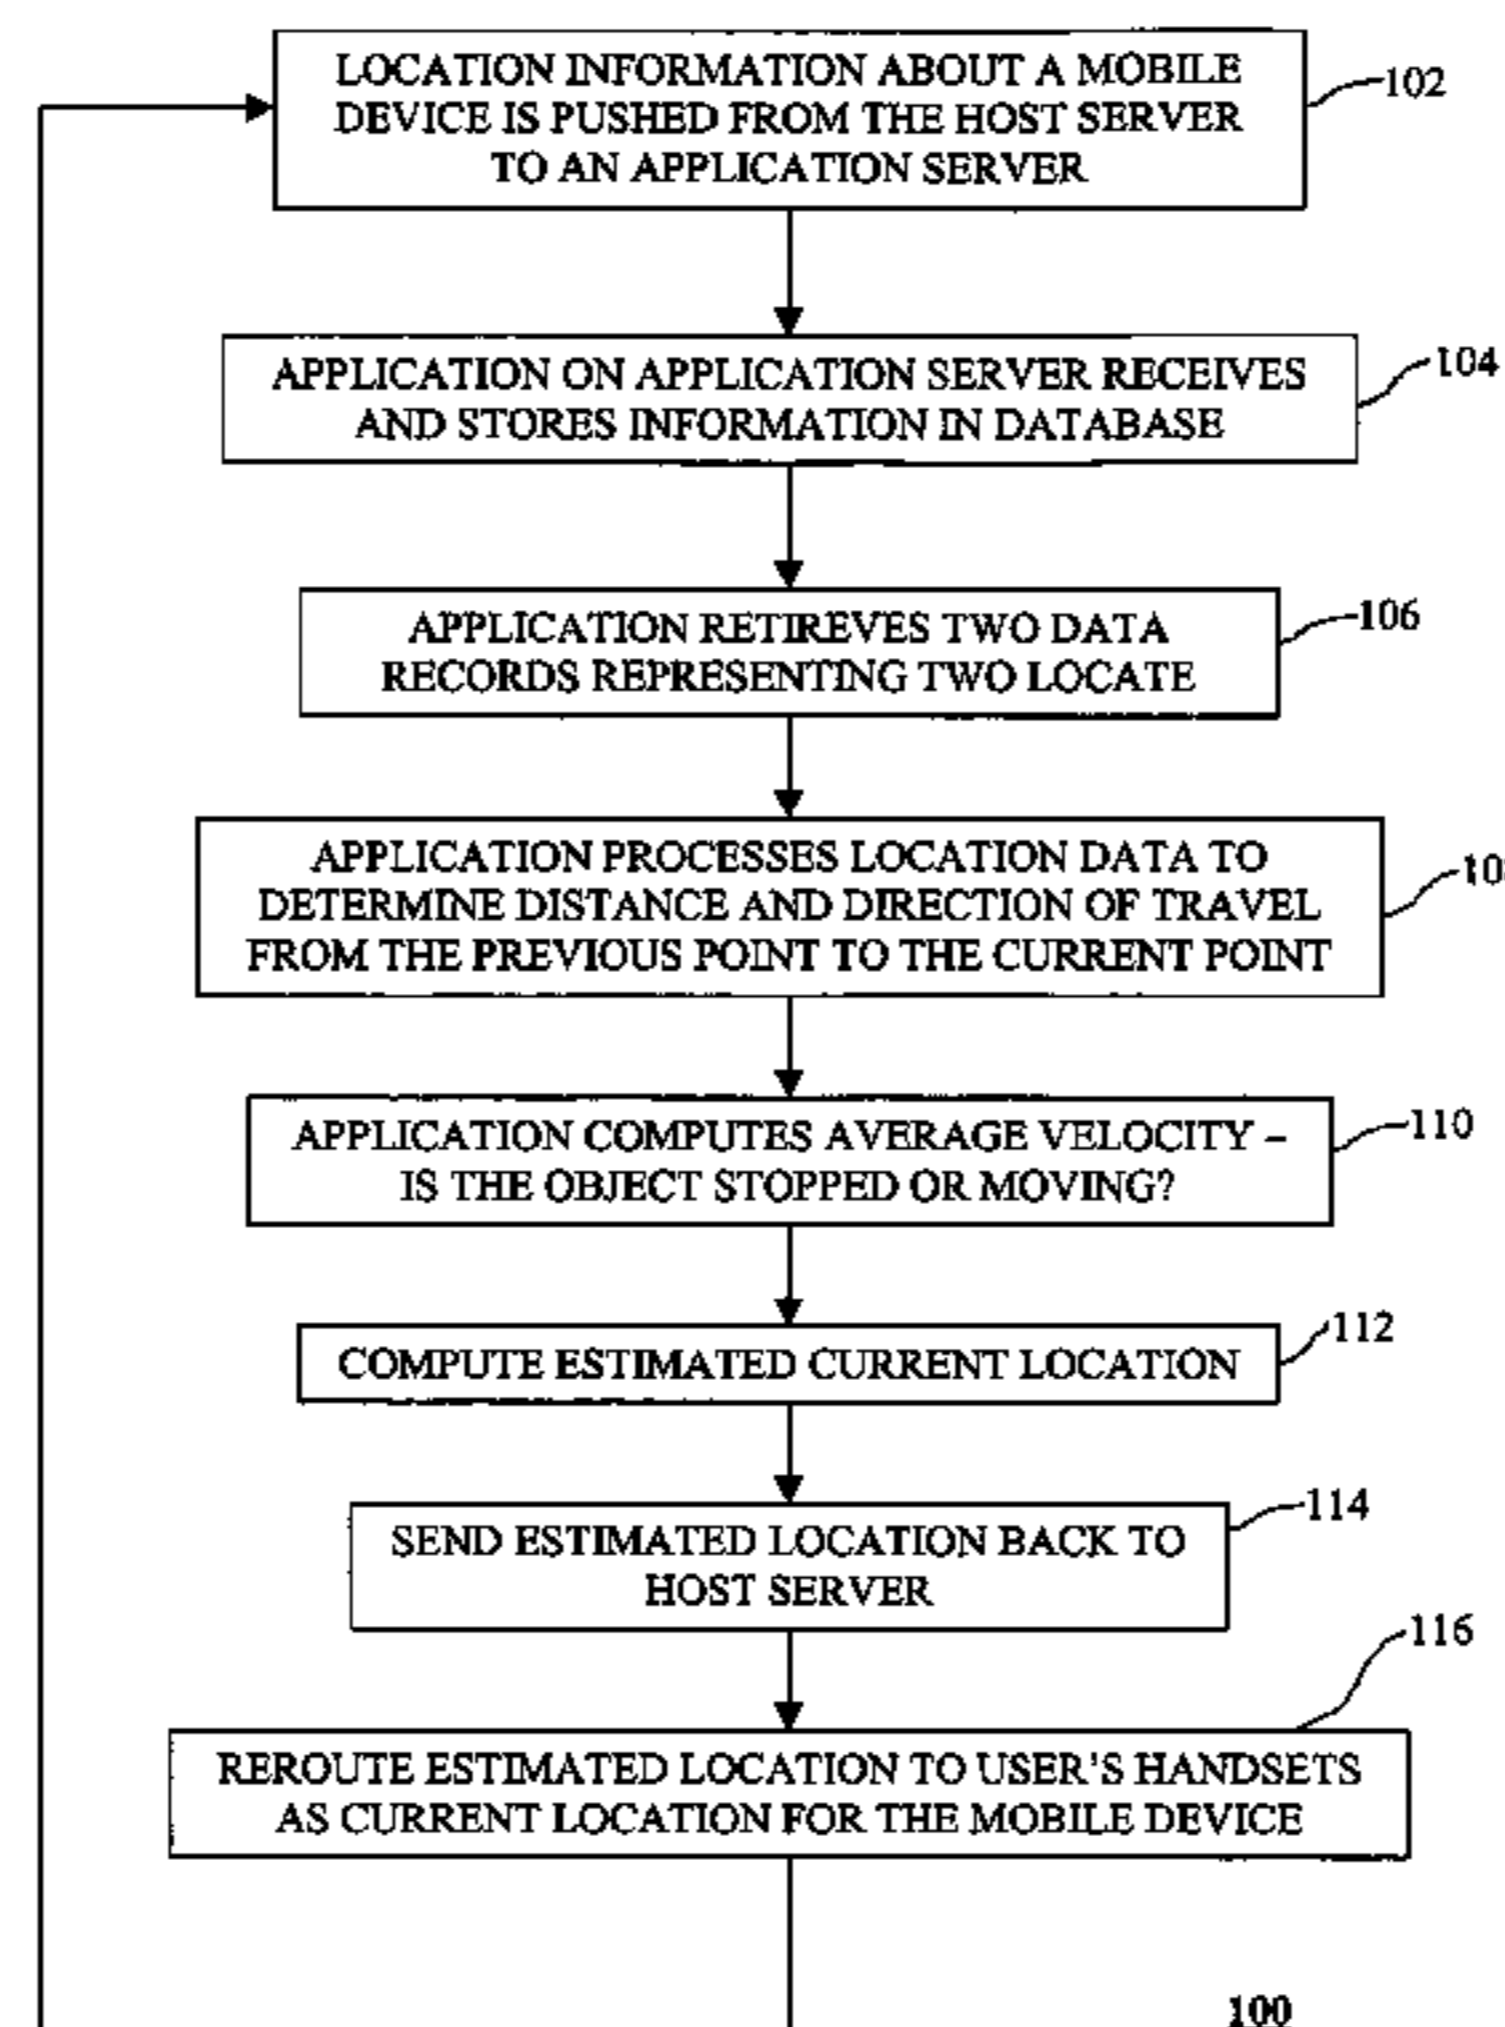 LOCATION INFORMATION ABOUT A MOBILE
DEVICE IS PUSHED FROM THE HOST SERVER
TO AN APPLICATION SERVER
102
APPLICATION ON APPLICATION SERVER RECEIVES
AND STORES INFORMATION IN DATABASE
104
APPLICATION RETIREVES TWO DATA
RECORDS REPRESENTING TWO LOCATE
106
APPLICATION PROCESSES LOCATION DATA TO
DETERMINE DISTANCE AND DIRECTION OF TRAVEL
FROM THE PREVIOUS POINT TO THE CURRENT POINT
APPLICATION COMPUTES AVERAGE VELOCITY –
IS THE OBJECT STOPPED OR MOVING?
110
COMPUTE ESTIMATED CURRENT LOCATION
112
SEND ESTIMATED LOCATION BACK TO
HOST SERVER
114
REROUTE ESTIMATED LOCATION TO USER'S HANDSETS
AS CURRENT LOCATION FOR THE MOBILE DEVICE
116
100